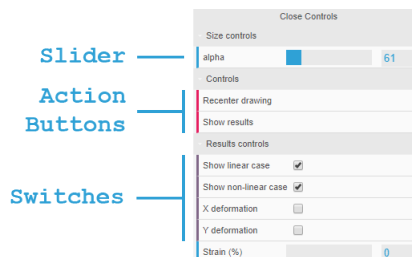 Close Controls
Size controls
Slider
alpha 61
Controls
Action
Buttons
Recenter drawing
Show results
Results controls
Switches
Show linear case
Show non-linear case
X deformation
Y deformation
Strain (%) 0